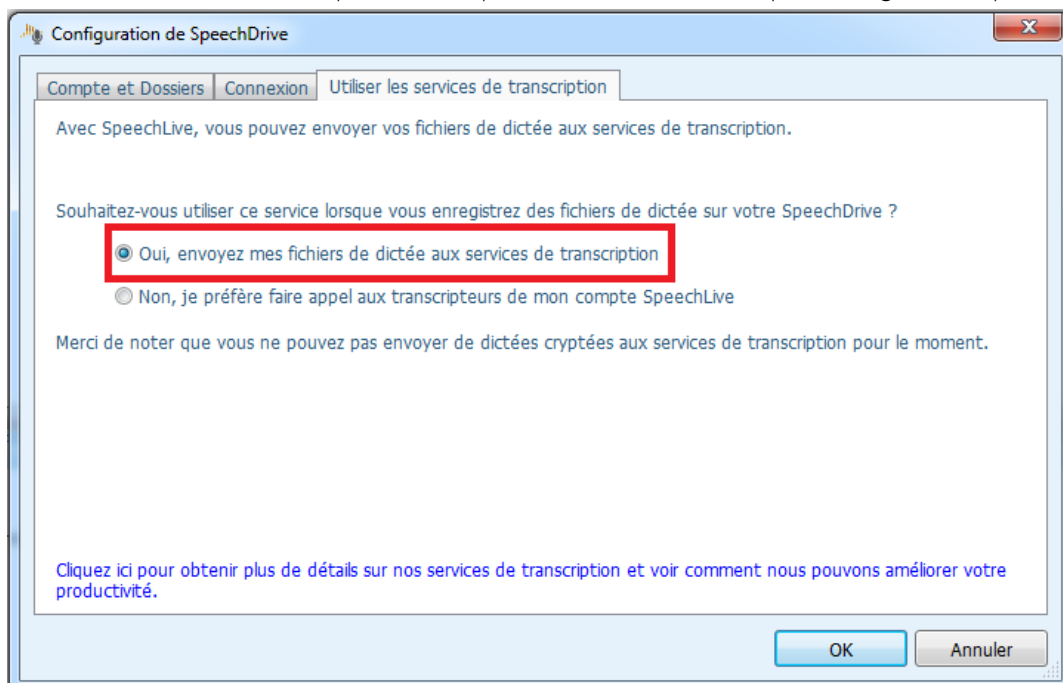 Configuration de SpeechDrive
Compte et Dossiers Connexion Utiliser les services de transcription
Avec SpeechLive, vous pouvez envoyer vos fichiers de dictée aux services de transcription.
Souhaitez-vous utiliser ce service lorsque vous enregistrez des fichiers de dictée sur votre SpeechDrive ?
Oui, envoyez mes fichiers de dictée aux services de transcription
Non, je préfère faire appel aux transcripteurs de mon compte SpeechLive
Merci de noter que vous ne pouvez pas envoyer de dictées cryptées aux services de transcription pour le moment.
Cliquez ici pour obtenir plus de détails sur nos services de transcription et voir comment nous pouvons améliorer votre
productivité.
OK Annuler